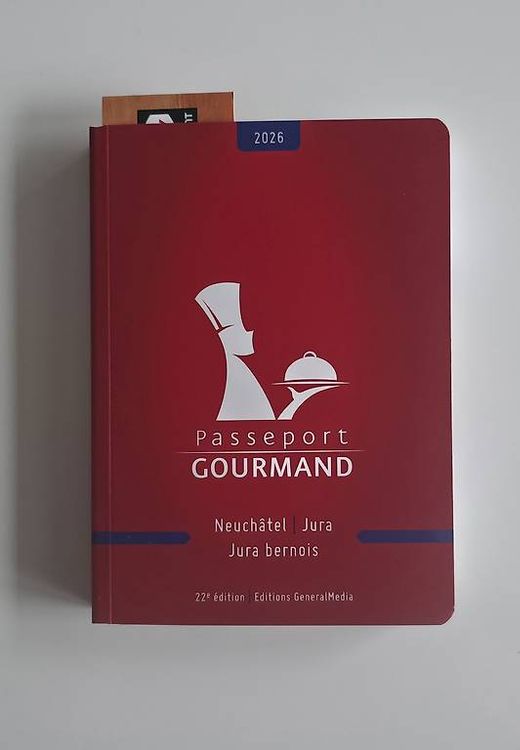 2026
Passeport
GOURMAND
Neuchâtel | Jura
Jura bernois
22e édition | Editions GeneralMedia